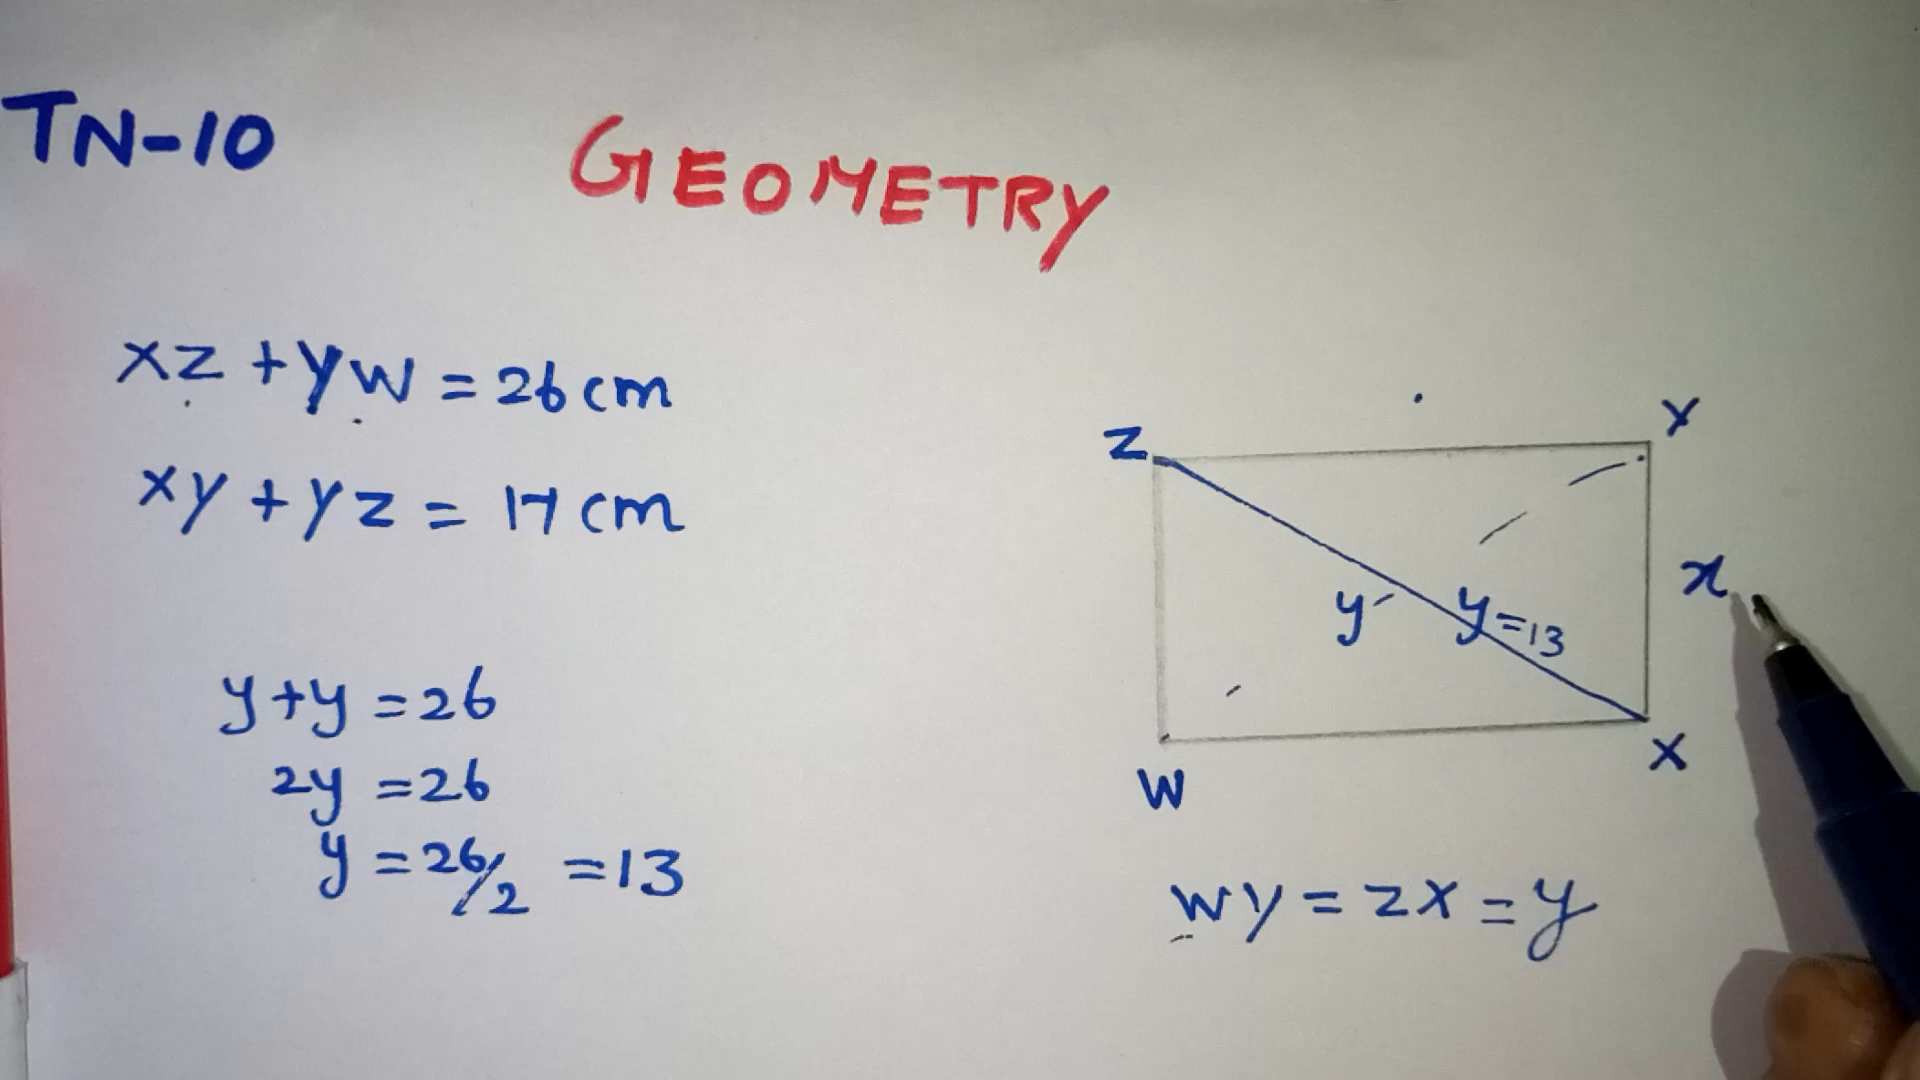 TN-10
GEOMETRY
XZ + YW = 26 cm
XY + YZ = 17 cm
y + y = 26
2y = 26
y = 26/2 = 13
Z
Y
x
y
y = 13
W
X
WY = ZX = y